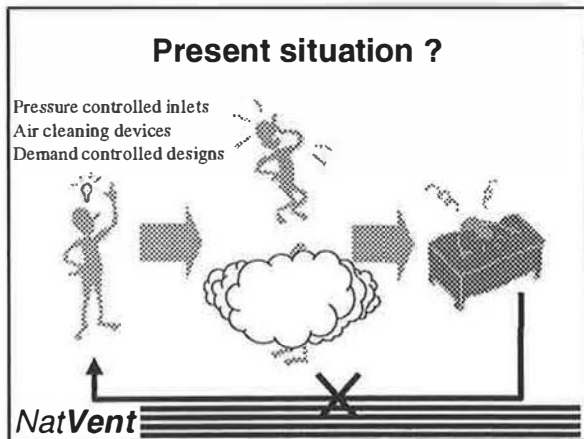 Present situation ?
Pressure controlled inlets
Air cleaning devices
Demand controlled designs
NatVent